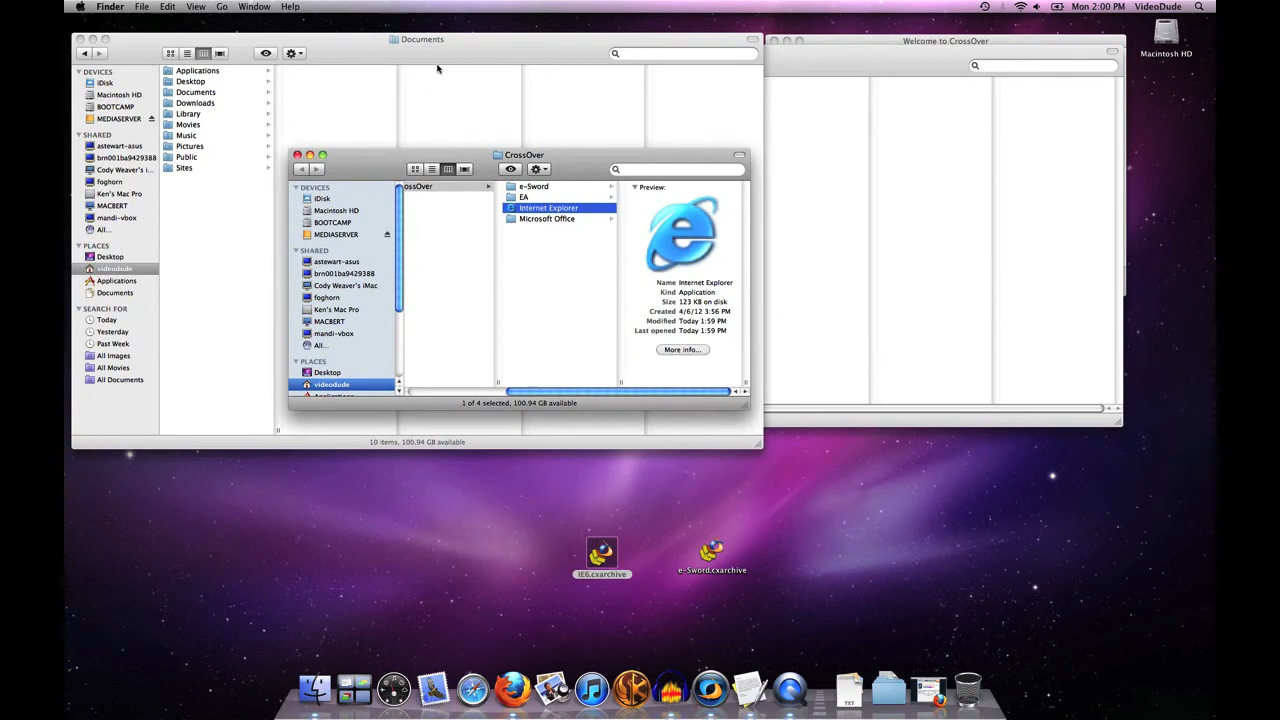 Finder File Edit View Go Window Help Mon 2:00 PM VideoDude
Documents
Welcome to CrossOver
Macintosh HD
DEVICES
iDisk
Macintosh HD
BOOTCAMP
MEDIASERVER
SHARED
astewart-asus
brn001ba9429388
Cody Weaver's i...
foghorn
Ken's Mac Pro
MACBERT
mandi-vbox
All...
PLACES
Desktop
videodude
Applications
Documents
SEARCH FOR
Today
Yesterday
Past Week
All Images
All Movies
All Documents
Applications
Desktop
Documents
Downloads
Library
Movies
Music
Pictures
Public
Sites
10 items, 100.94 GB available
CrossOver
DEVICES
iDisk
Macintosh HD
BOOTCAMP
MEDIASERVER
SHARED
astewart-asus
brn001ba9429388
Cody Weaver's iMac
foghorn
Ken's Mac Pro
MACBERT
mandi-vbox
All...
PLACES
Desktop
videodude
ossOver
e-Sword
EA
Internet Explorer
Microsoft Office
Preview:
Name Internet Explorer
Kind Application
Size 123 KB on disk
Created 4/6/12 3:56 PM
Modified Today 1:59 PM
Last opened Today 1:59 PM
More info...
1 of 4 selected, 100.94 GB available
IE6.cxarchive
e-Sword.cxarchive
TXT